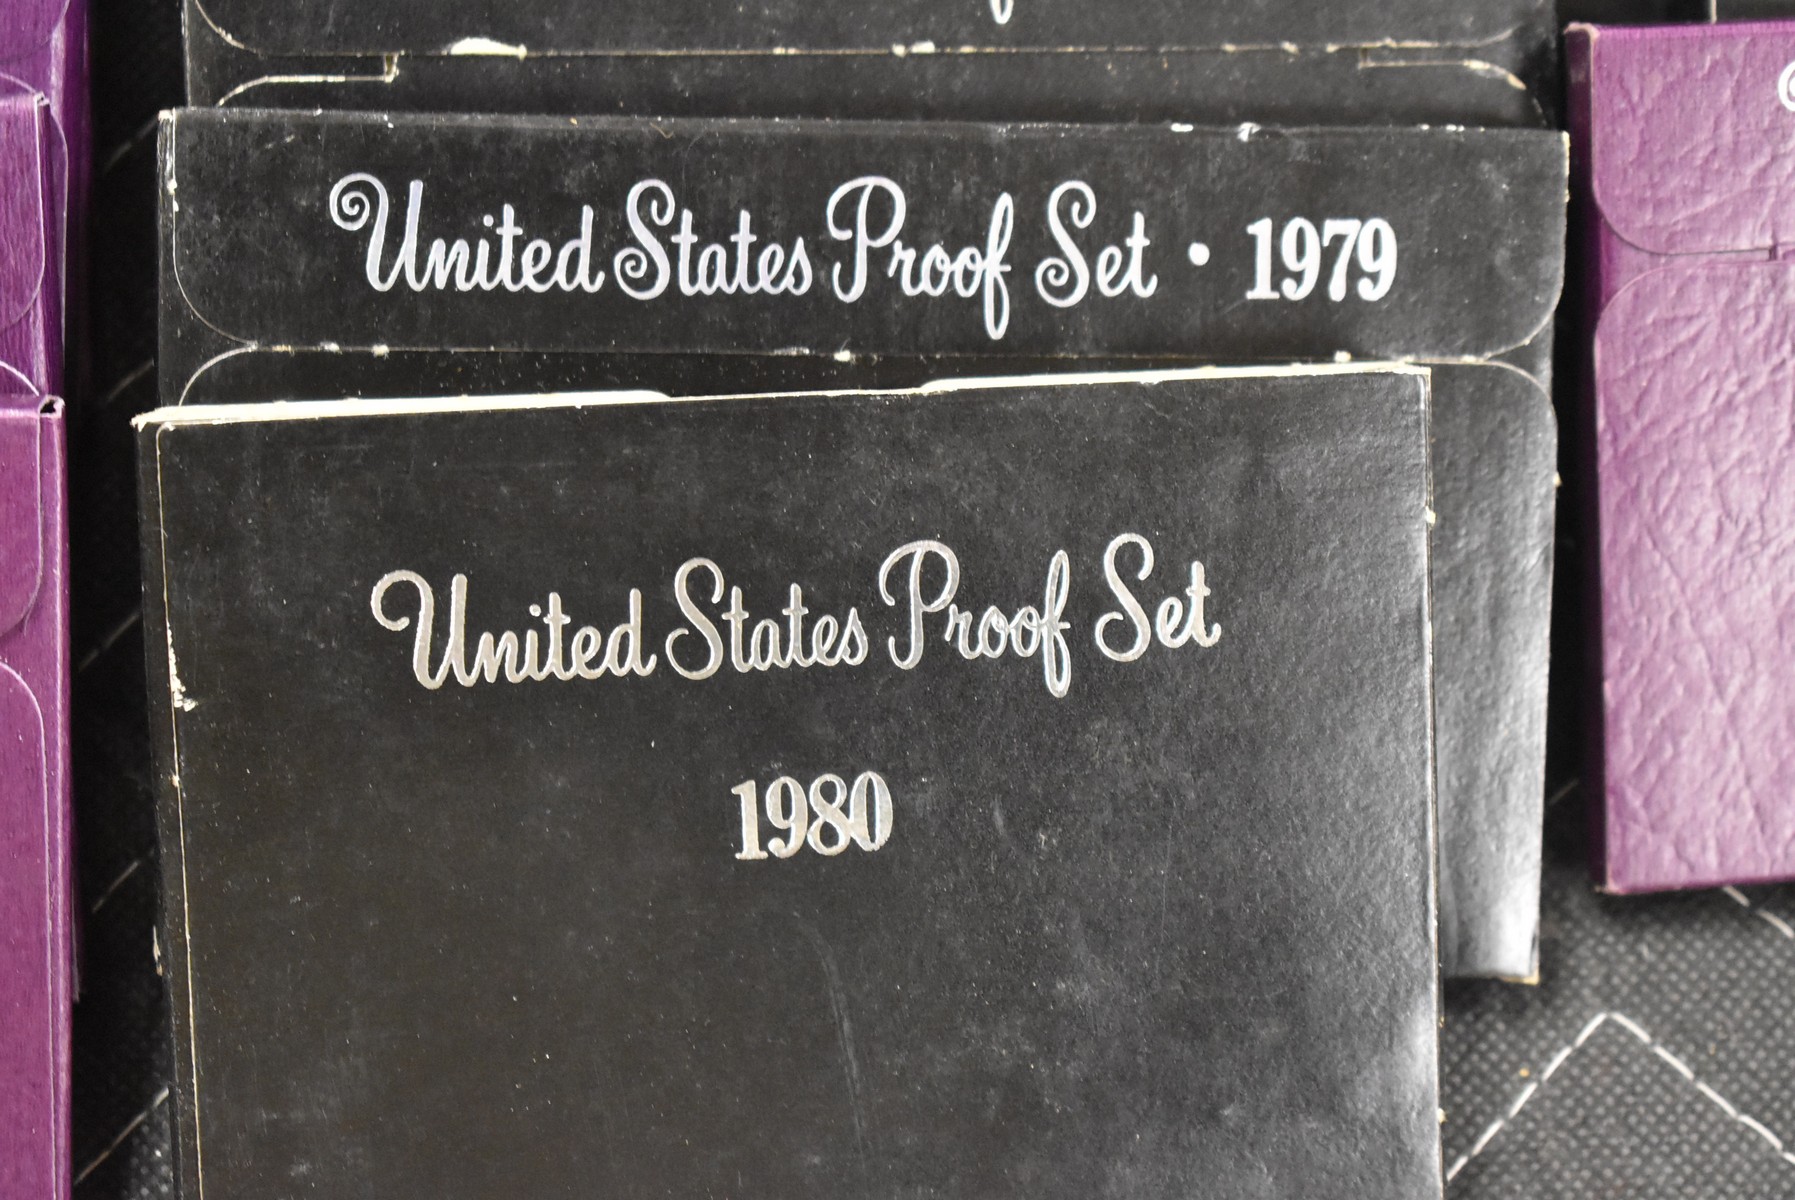 United States Proof Set • 1979
United States Proof Set
1980